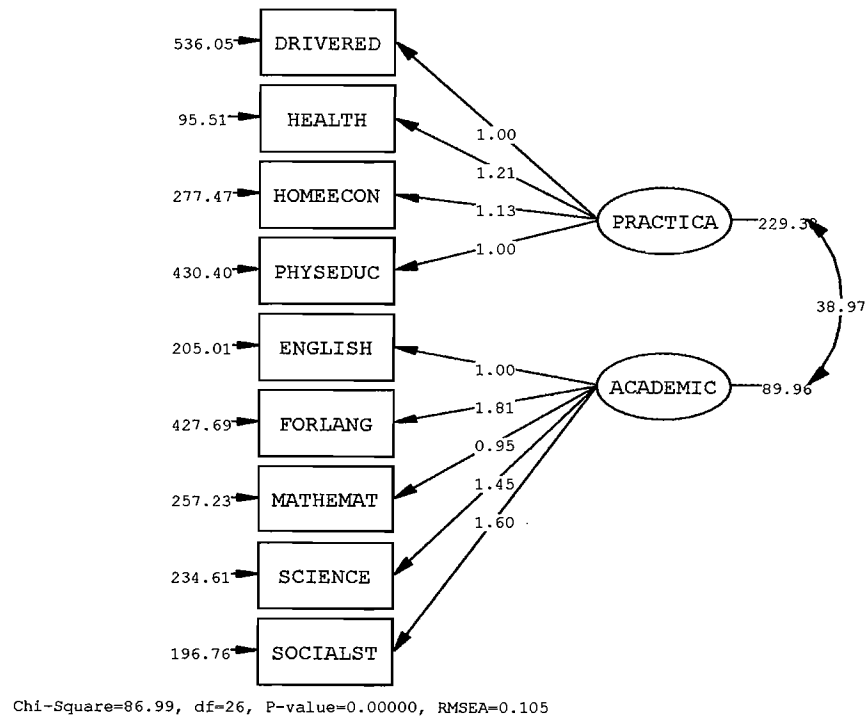 536.05 DRIVERED
95.51 HEALTH
1.00
1.21
277.47 HOMEECON
1.13
PRACTICA
430.40 PHYSEDUC
1.00
38.97
205.01 ENGLISH
1.00
ACADEMIC 89.96
427.69 FORLANG
1.81
0.95
257.23 MATHEMAT
1.45
1.60
234.61 SCIENCE
196.76 SOCIALST
Chi-Square=86.99, df=26, P-value=0.00000, RMSEA=0.105